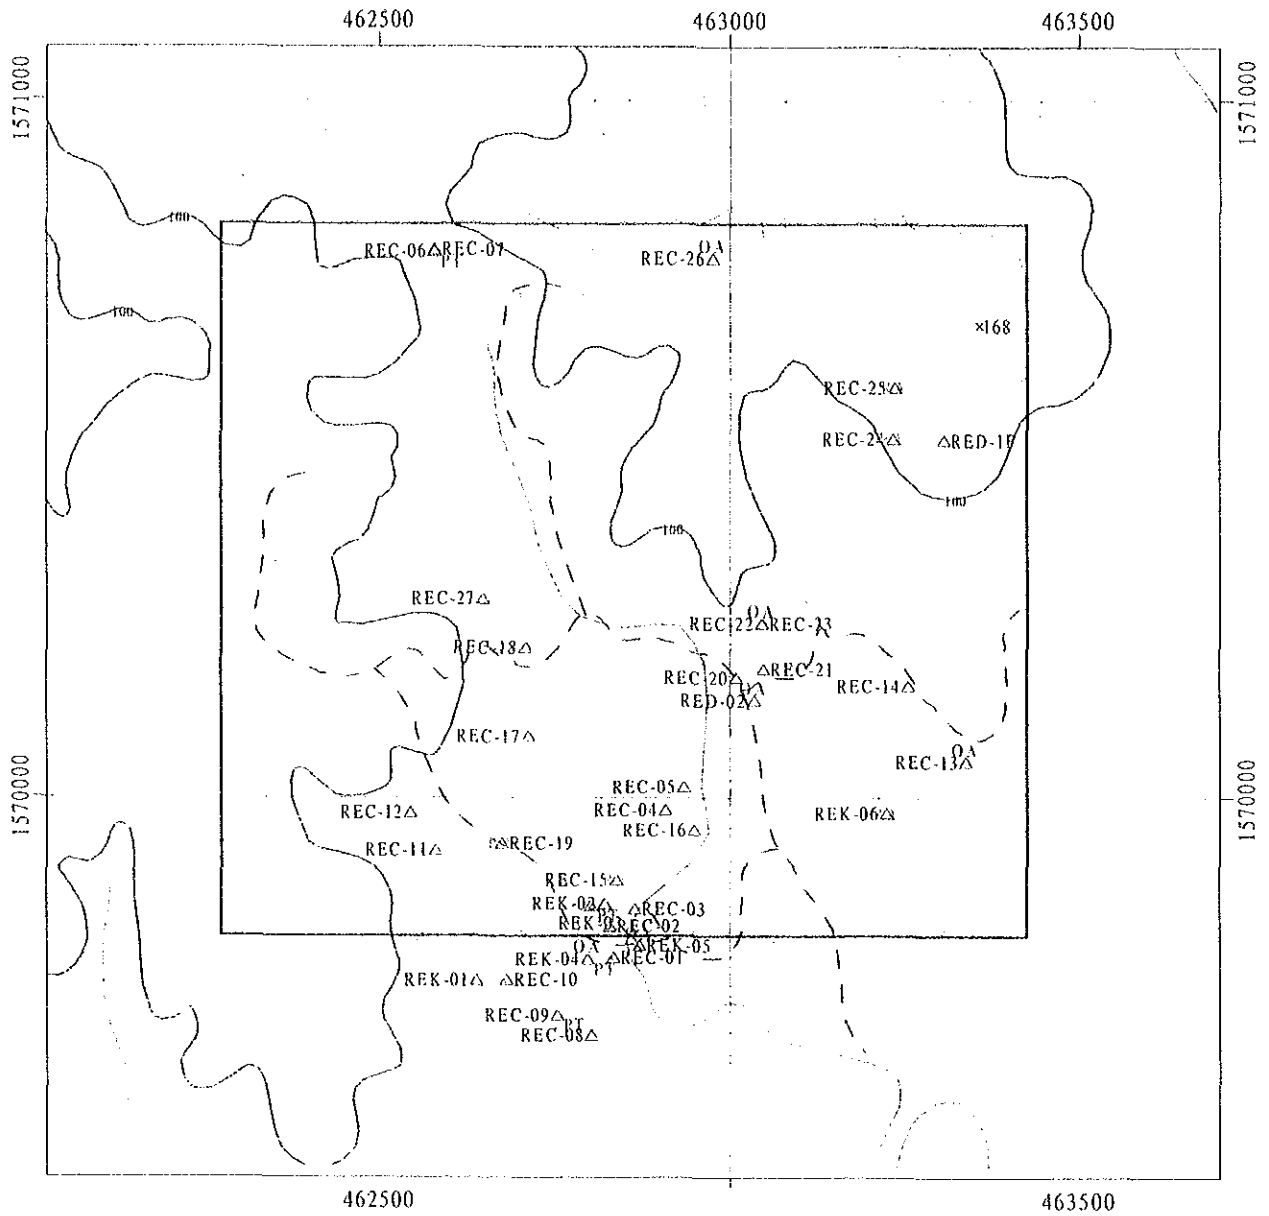 462500 463000 463500
1571000 1571000
100
REC-06 REC-07
PT
OA
REC-26
100
×168
REC-25
REC-24 RED-1
100
100
REC-27
OA
REC-22 REC-23
REC-18
REC-21
REC-20
REC-14
RED-02
REC-17
OA
REC-13
1570000 1570000
REC-05
REC-12 REC-04 REK-06
REC-16
REC-11 REC-19
REC-15
REK-02 REC-03
PT
REK-03 REC-02
OA REK-05
REK-04 REC-01
PT
REK-01 REC-10
REC-09
PT
REC-08
462500 463500